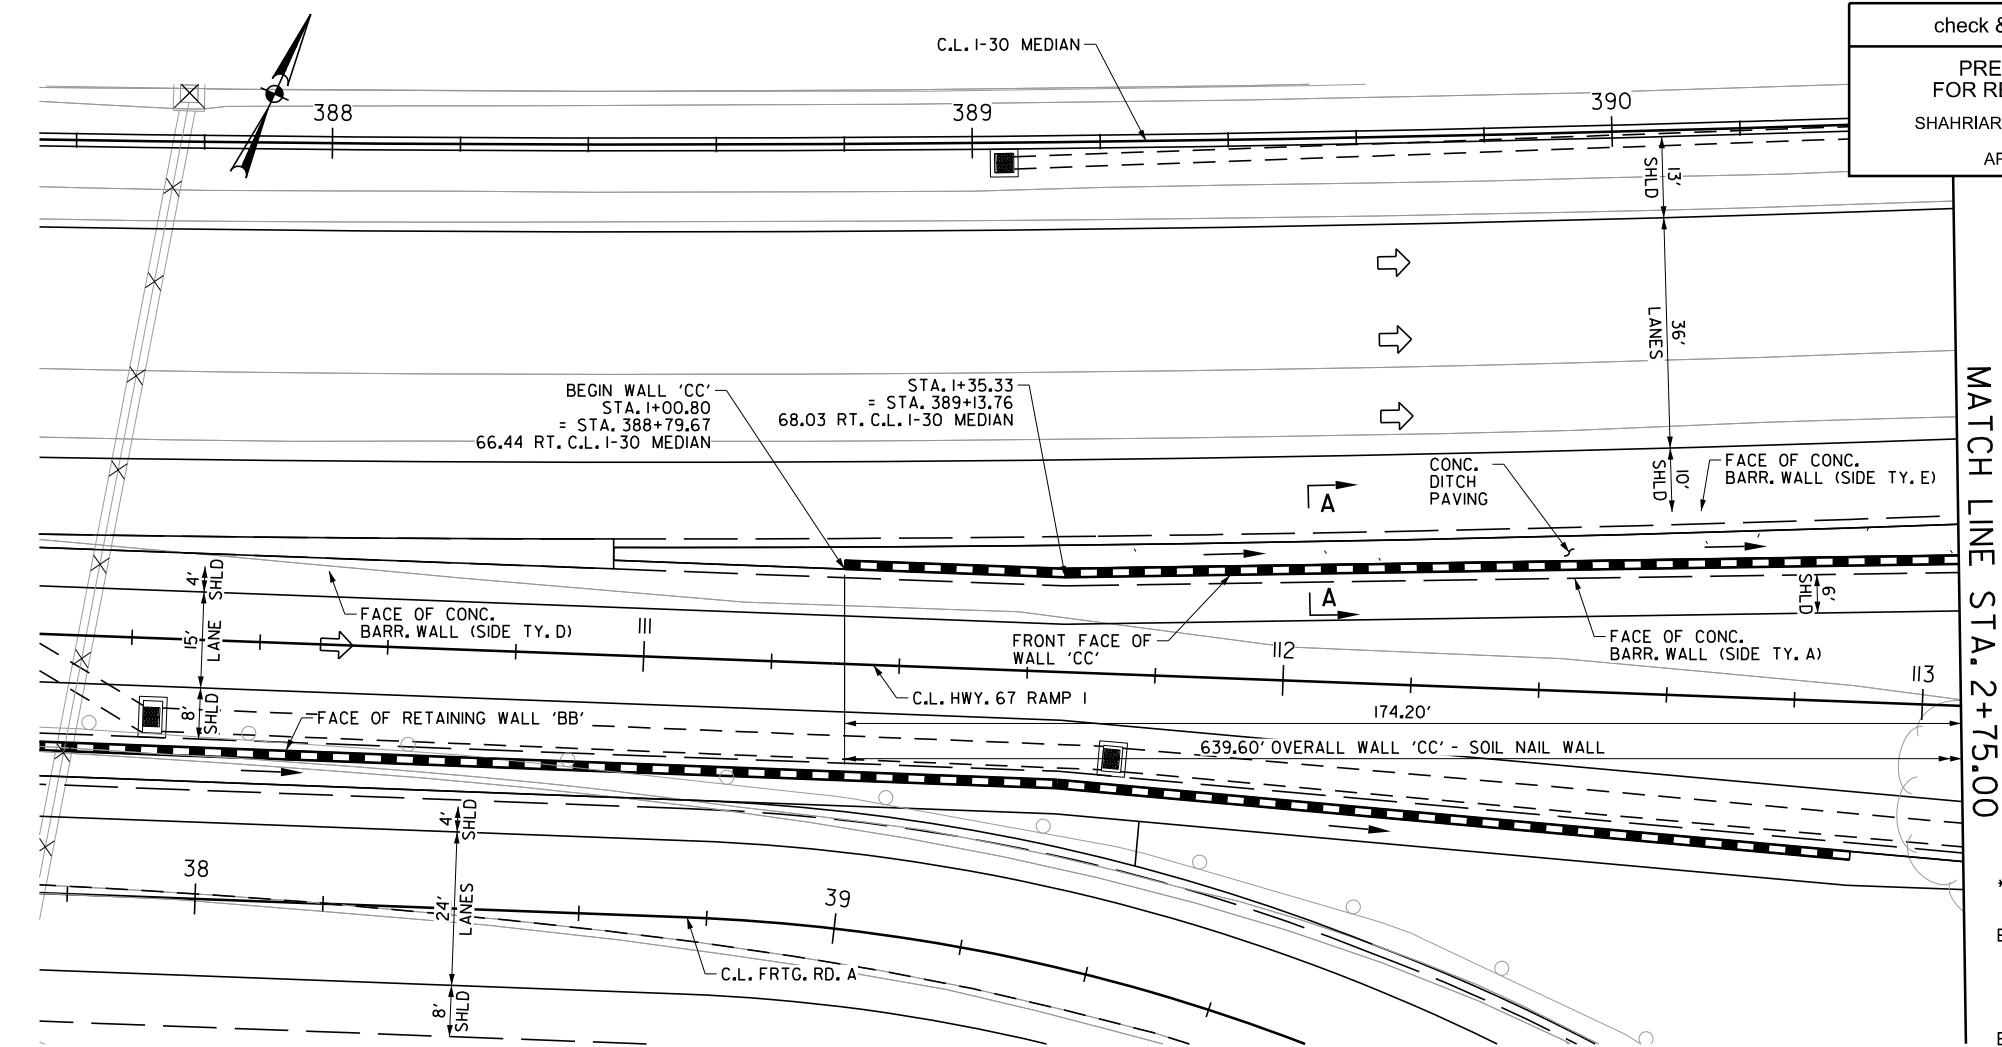 check &
PRE
FOR RE
SHAHRIAR
AF
C.L. I-30 MEDIAN
388
389
390
13'
SHLD
36'
LANES
BEGIN WALL 'CC'
STA. 1+00.80
= STA. 388+79.67
66.44 RT. C.L. I-30 MEDIAN
STA. 1+35.33
= STA. 389+13.76
68.03 RT. C.L. I-30 MEDIAN
CONC.
DITCH
PAVING
10'
SHLD
FACE OF CONC.
BARR. WALL (SIDE TY. E)
A
A
MATCH LINE STA. 2+75.00
4'
SHLD
15'
LANE
8'
SHLD
FACE OF CONC.
BARR. WALL (SIDE TY. D)
111
112
113
FRONT FACE OF
WALL 'CC'
6'
SHLD
FACE OF CONC.
BARR. WALL (SIDE TY. A)
C.L. HWY. 67 RAMP 1
FACE OF RETAINING WALL 'BB'
174.20'
639.60' OVERALL WALL 'CC' - SOIL NAIL WALL
4'
SHLD
24'
LANES
8'
SHLD
38
39
C.L. FRTG. RD. A
*
E
E